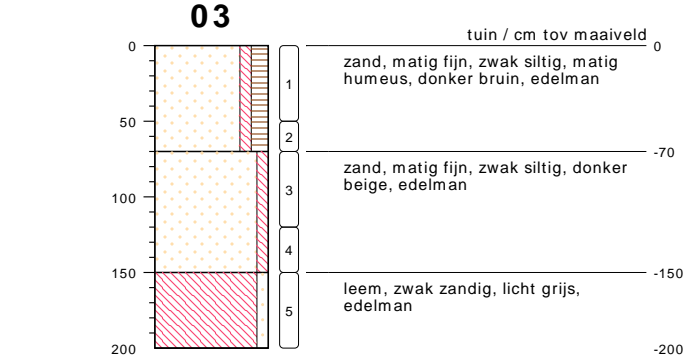 03
tuin / cm tov maaiveld
0
0
zand, matig fijn, zwak siltig, matig
humeus, donker bruin, edelman
1
50
2
-70
zand, matig fijn, zwak siltig, donker
beige, edelman
3
100
4
150
-150
leem, zwak zandig, licht grijs,
edelman
5
200
-200